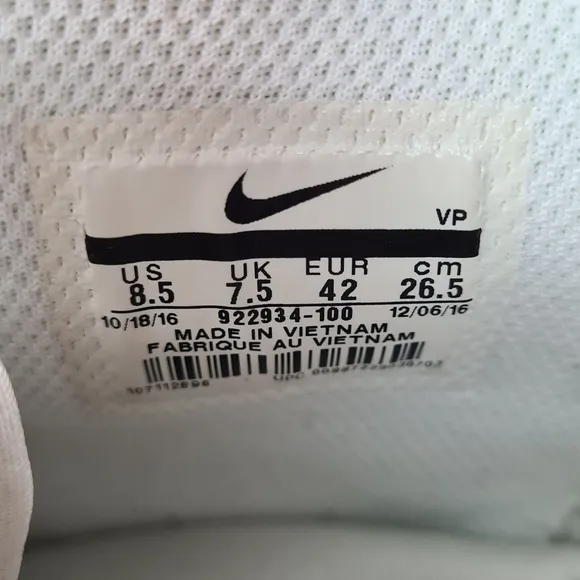 VP
US UK EUR cm
8.5 7.5 42 26.5
10/18/16 922934-100 12/06/16
MADE IN VIETNAM
FABRIQUE AU VIETNAM
UPC